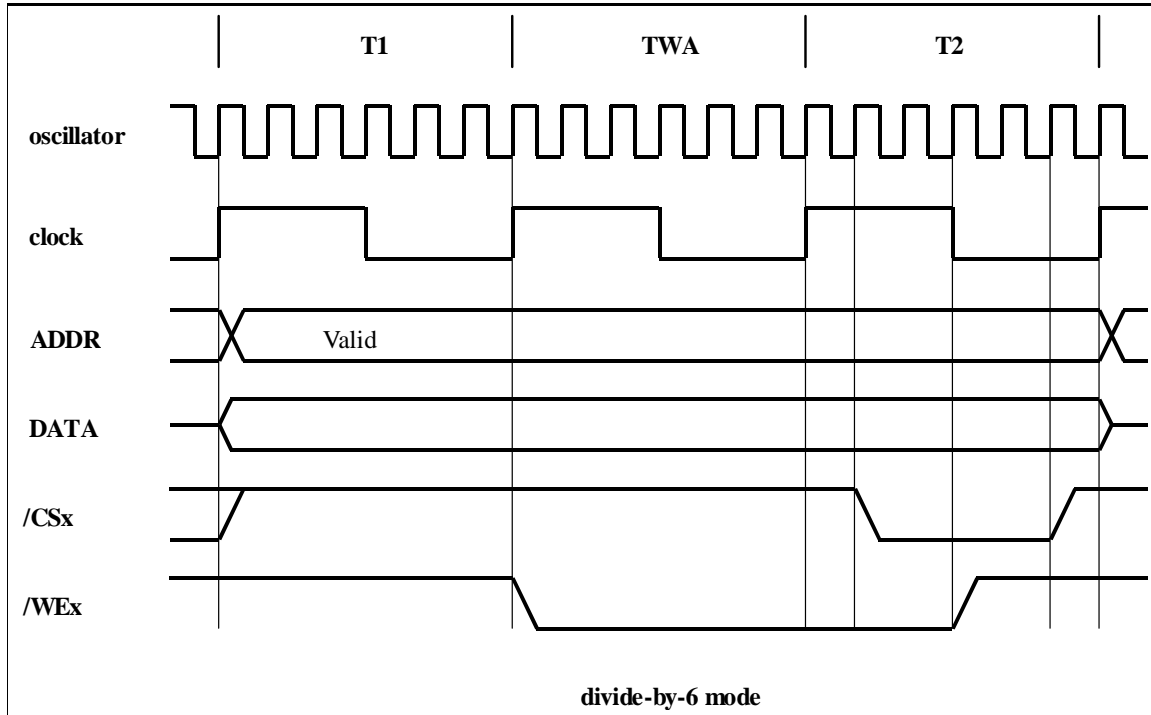 T1 TWA T2
oscillator
clock
ADDR Valid
DATA
/CSx
/WEx
divide-by-6 mode